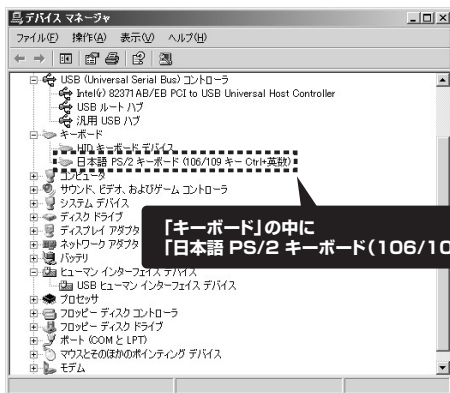 デバイス マネージャ
ファイル(F) 操作(A) 表示(V) ヘルプ(H)
USB (Universal Serial Bus) コントローラ
Intel(r) 82371AB/EB PCI to USB Universal Host Controller
USB ルート ハブ
汎用 USB ハブ
キーボード
HID キーボード デバイス
日本語 PS/2 キーボード (106/109 キー Ctrl+英数)
コンピュータ
サウンド、ビデオ、およびゲーム コントローラ
システム デバイス
ディスク ドライブ
ディスプレイ アダプタ
ネットワーク アダプタ
バッテリ
「キーボード」の中に
「日本語 PS/2 キーボード(106/10
ヒューマン インターフェイス デバイス
USB ヒューマン インターフェイス デバイス
プロセッサ
フロッピー ディスク コントローラ
フロッピー ディスク ドライブ
ポート (COM と LPT)
マウスとそのほかのポインティング デバイス
モデム